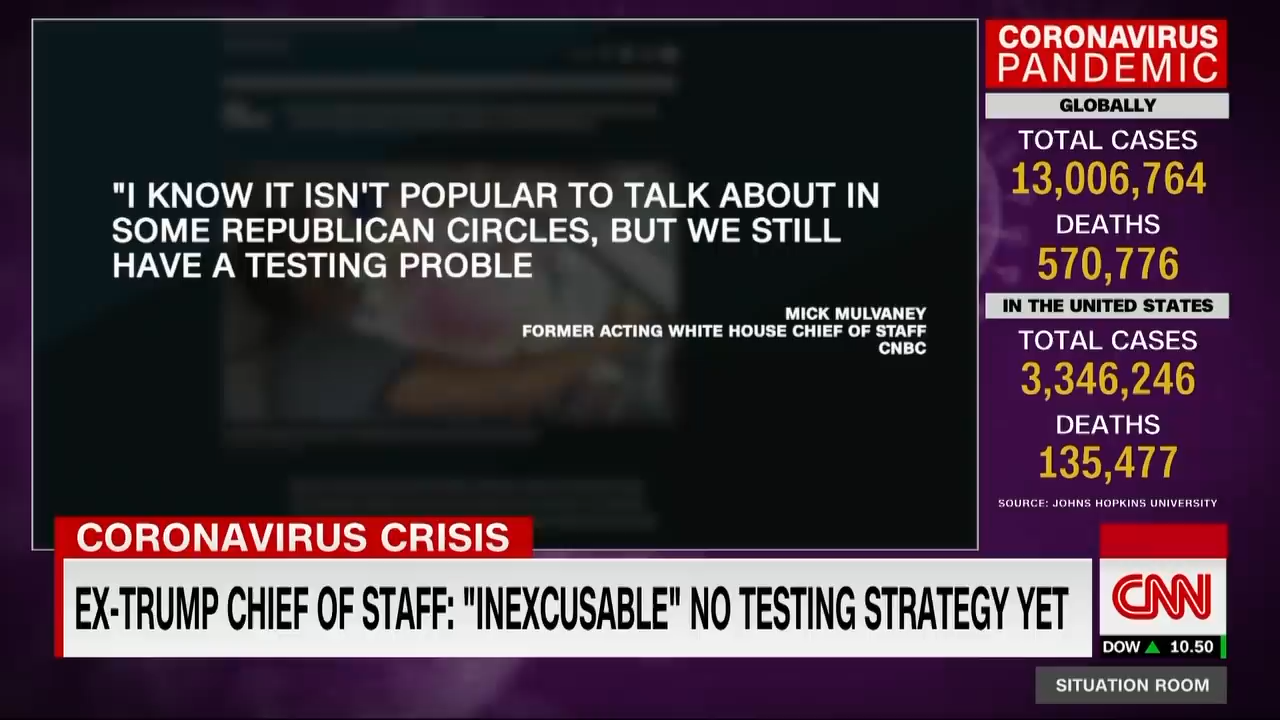 "I KNOW IT ISN'T POPULAR TO TALK ABOUT IN
SOME REPUBLICAN CIRCLES, BUT WE STILL
HAVE A TESTING PROBLE
MICK MULVANEY
FORMER ACTING WHITE HOUSE CHIEF OF STAFF
CNBC
CORONAVIRUS
PANDEMIC
GLOBALLY
TOTAL CASES
13,006,764
DEATHS
570,776
IN THE UNITED STATES
TOTAL CASES
3,346,246
DEATHS
135,477
SOURCE: JOHNS HOPKINS UNIVERSITY
CORONAVIRUS CRISIS
EX-TRUMP CHIEF OF STAFF: "INEXCUSABLE" NO TESTING STRATEGY YET
CNN
DOW ▲ 10.50
SITUATION ROOM